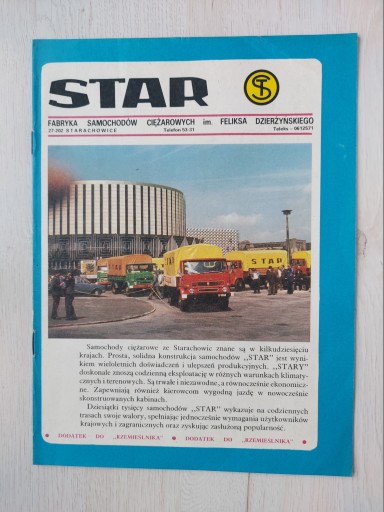 STAR
ST
FABRYKA SAMOCHODÓW CIĘŻAROWYCH im. FELIKSA DZIERŻYŃSKIEGO
27-202 STARACHOWICE Telefon 52-31 Teleks - 0612571
STAR
Samochody ciężarowe ze Starachowic znane są w kilkudziesięciu
krajach. Prosta, solidna konstrukcja samochodów „STAR" jest wyni-
kiem wieloletnich doświadczeń i ulepszeń produkcyjnych. „STARY"
doskonale znoszą codzienną eksploatację w różnych warunkach klimaty-
cznych i terenowych. Są trwałe i niezawodne, a równocześnie ekonomicz-
ne. Zapewniają również kierowcom wygodną jazdę w nowocześnie
skonstruowanych kabinach.
Dziesiątki tysięcy samochodów „STAR" wykazuje na codziennych
trasach swoje walory, spełniając jednocześnie wymagania użytkowników
krajowych i zagranicznych oraz zyskując zasłużoną popularność.
DODATEK DO „RZEMIEŚLNIKA" DODATEK DO „RZEMIEŚLNIKA"